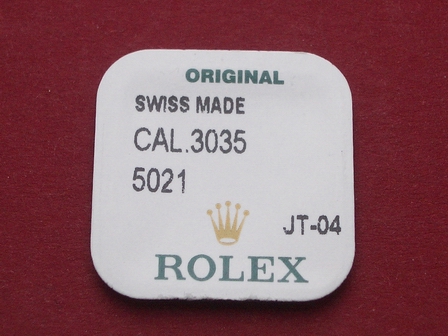 ORIGINAL
SWISS MADE
CAL.3035
5021
JT-04
ROLEX